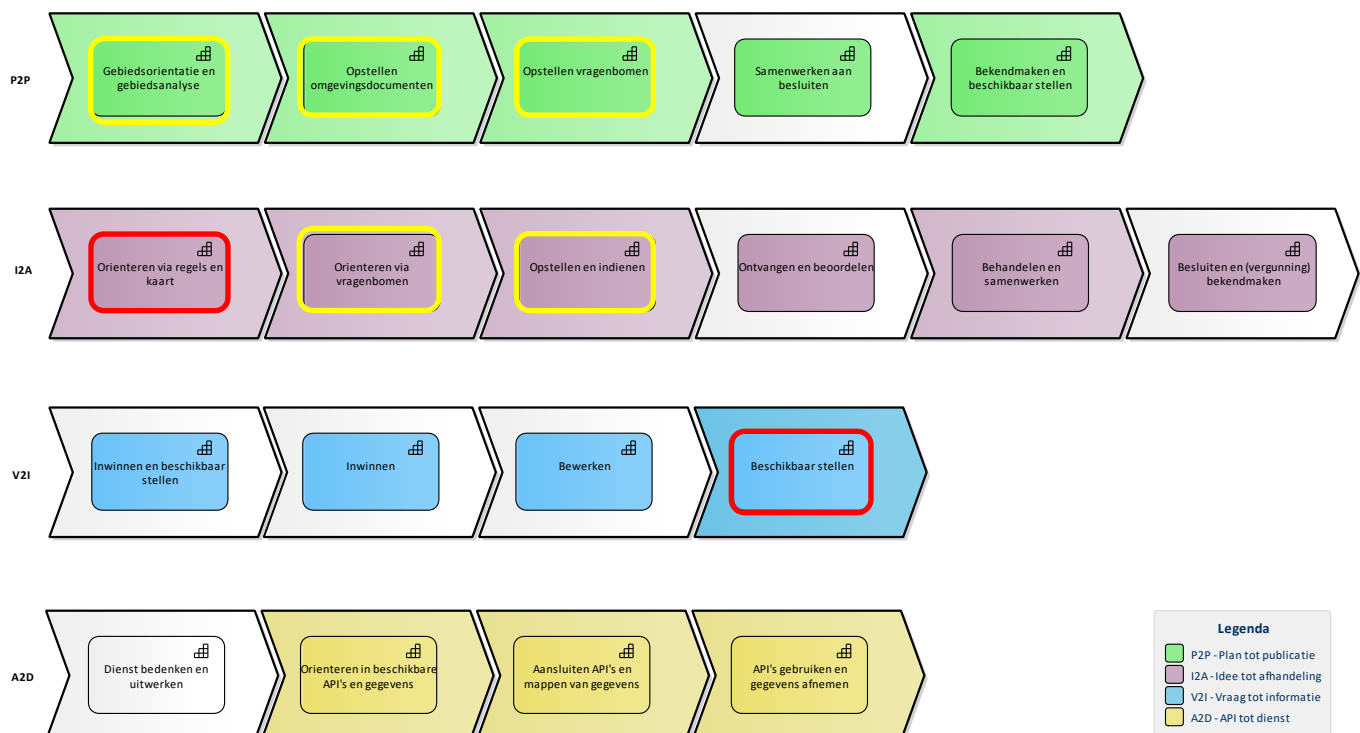 P2P
Gebiedsorientatie en
gebiedsanalyse
Opstellen
omgevingsdocumenten
Opstellen vragenbomen
Samenwerken aan
besluiten
Bekendmaken en
beschikbaar stellen
I2A
Orienteren via regels en
kaart
Orienteren via
vragenbomen
Opstellen en indienen
Ontvangen en beoordelen
Behandelen en
samenwerken
Besluiten en (vergunning)
bekendmaken
V2I
Inwinnen en beschikbaar
stellen
Inwinnen
Bewerken
Beschikbaar stellen
A2D
Dienst bedenken en
uitwerken
Orienteren in beschikbare
API's en gegevens
Aansluiten API's en
mappen van gegevens
API's gebruiken en
gegevens afnemen
Legenda
P2P - Plan tot publicatie
I2A - Idee tot afhandeling
V2I - Vraag tot informatie
A2D - API tot dienst